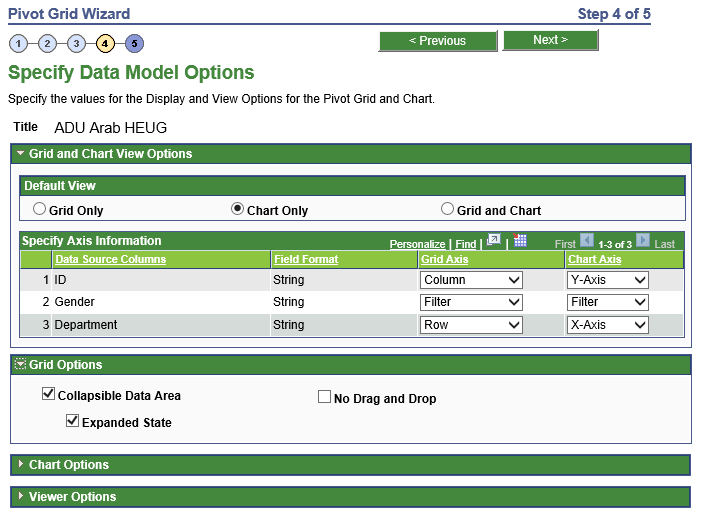 Pivot Grid Wizard Step 4 of 5
1 2 3 4 5 < Previous Next >
Specify Data Model Options
Specify the values for the Display and View Options for the Pivot Grid and Chart.
Title ADU Arab HEUG
Grid and Chart View Options
Default View
Grid Only Chart Only Grid and Chart
Specify Axis Information Personalize | Find | | First 1-3 of 3 Last
Data Source Columns Field Format Grid Axis Chart Axis
1 ID String Column Y-Axis
2 Gender String Filter Filter
3 Department String Row X-Axis
Grid Options
Collapsible Data Area No Drag and Drop
Expanded State
Chart Options
Viewer Options